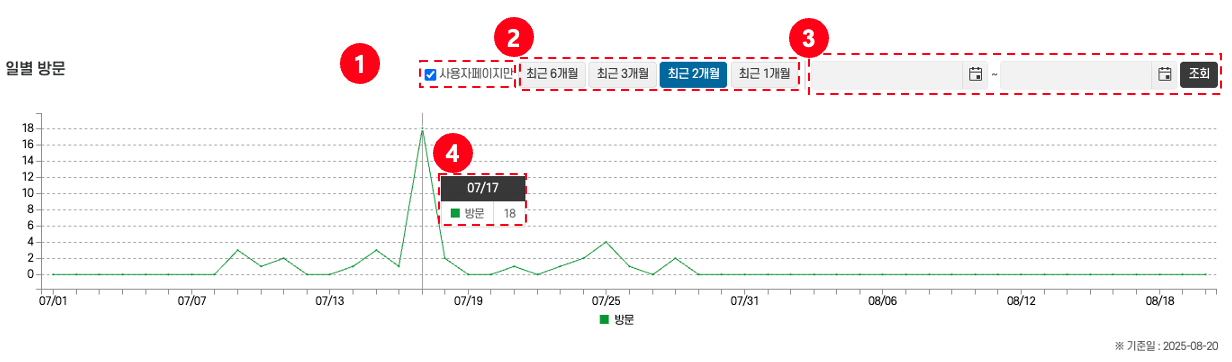 1
2
3
일별 방문
사용자페이지만
최근 6개월
최근 3개월
최근 2개월
최근 1개월
~
조회
18
16
14
12
10
8
6
4
2
0
4
07/17
방문 18
07/01 07/07 07/13 07/19 07/25 07/31 08/06 08/12 08/18
방문
※ 기준일 : 2025-08-20